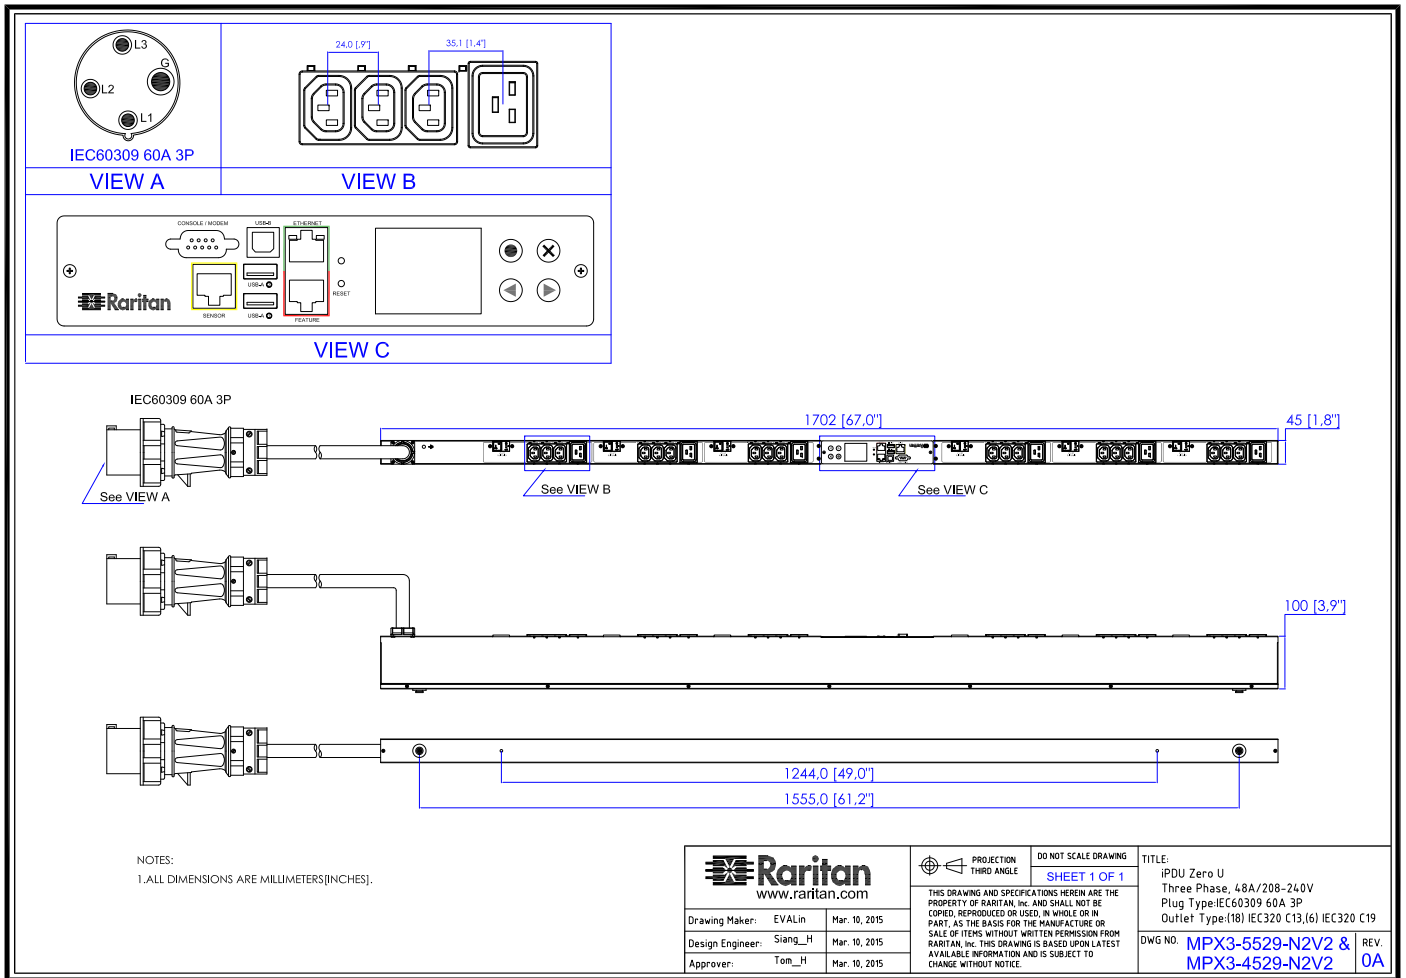 L3
G
L2
L1
IEC60309 60A 3P
VIEW A
24,0 [,9"]
35,1 [1,4"]
VIEW B
CONSOLE / MODEM
USB-B
ETHERNET
USB-A
RESET
Raritan
SENSOR
USB-A
FEATURE
VIEW C
IEC60309 60A 3P
1702 [67,0"]
45 [1,8"]
See VIEW A
See VIEW B
See VIEW C
100 [3,9"]
1244,0 [49,0"]
1555,0 [61,2"]
NOTES:
1.ALL DIMENSIONS ARE MILLIMETERS[INCHES].
Raritan
www.raritan.com
Drawing Maker: EVALin Mar. 10, 2015
Design Engineer: Siang_H Mar. 10, 2015
Approver: Tom_H Mar. 10, 2015
PROJECTION
THIRD ANGLE
DO NOT SCALE DRAWING
SHEET 1 OF 1
THIS DRAWING AND SPECIFICATIONS HEREIN ARE THE
PROPERTY OF RARITAN, Inc. AND SHALL NOT BE
COPIED, REPRODUCED OR USED, IN WHOLE OR IN
PART, AS THE BASIS FOR THE MANUFACTURE OR
SALE OF ITEMS WITHOUT WRITTEN PERMISSION FROM
RARITAN, Inc. THIS DRAWING IS BASED UPON LATEST
AVAILABLE INFORMATION AND IS SUBJECT TO
CHANGE WITHOUT NOTICE.
TITLE:
iPDU Zero U
Three Phase, 48A/208-240V
Plug Type:IEC60309 60A 3P
Outlet Type:(18) IEC320 C13,(6) IEC320 C19
DWG NO. MPX3-5529-N2V2 &
MPX3-4529-N2V2
REV.
0A